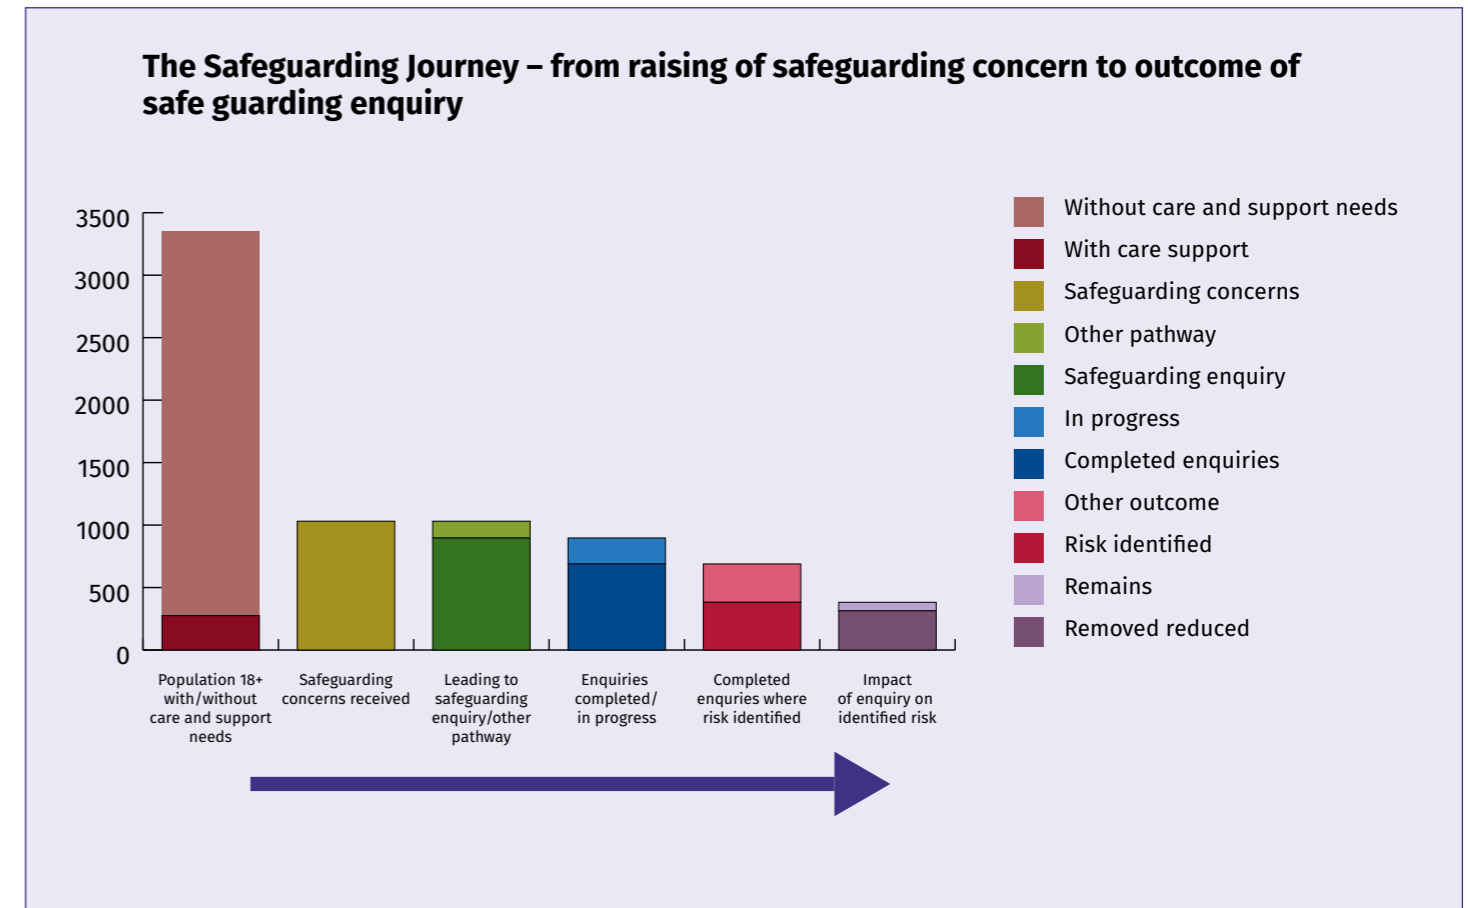 The Safeguarding Journey – from raising of safeguarding concern to outcome of
safe guarding enquiry
3500
3000
2500
2000
1500
1000
500
0
Population 18+
with/without
care and support
needs
Safeguarding
concerns received
Leading to
safeguarding
enquiry/other
pathway
Enquiries
completed/
in progress
Completed
enquries where
risk identified
Impact
of enquiry on
identified risk
Without care and support needs
With care support
Safeguarding concerns
Other pathway
Safeguarding enquiry
In progress
Completed enquiries
Other outcome
Risk identified
Remains
Removed reduced